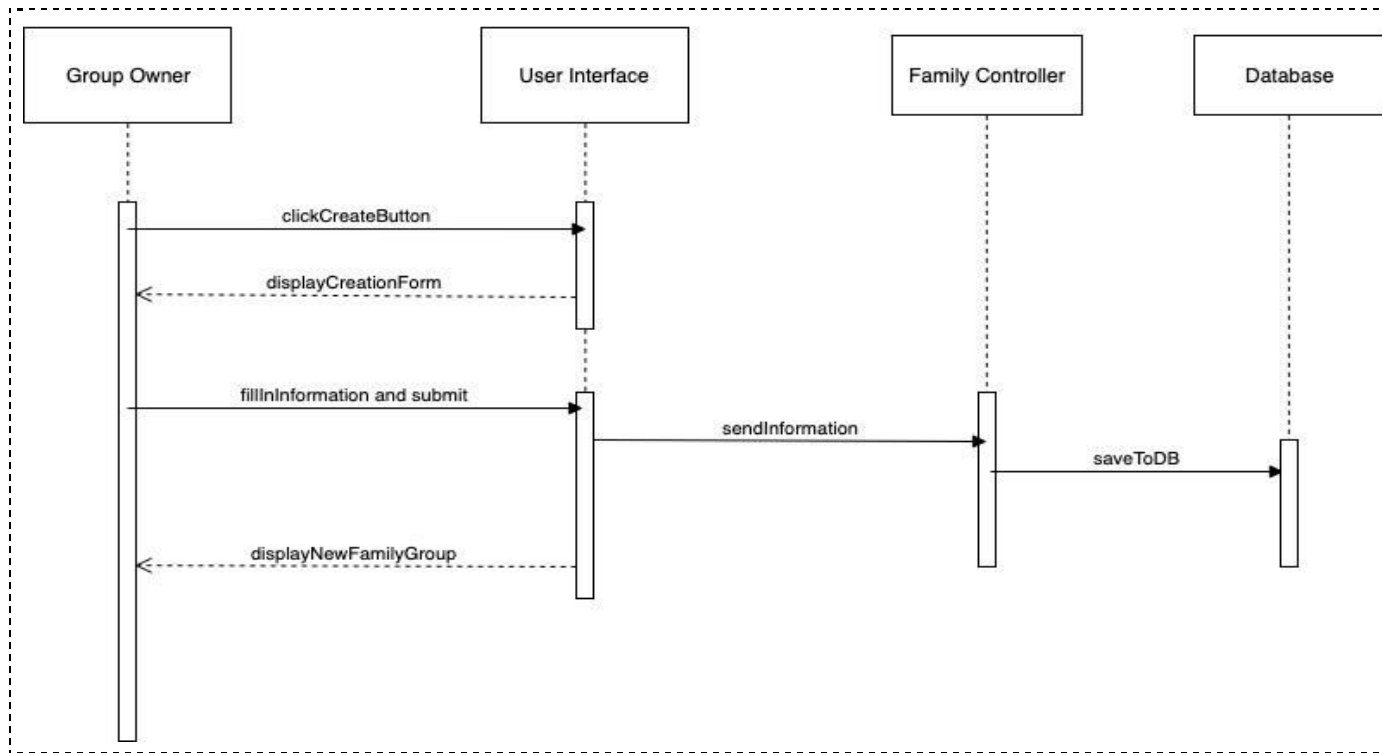 Group Owner
User Interface
Family Controller
Database
clickCreateButton
displayCreationForm
fillInInformation and submit
sendInformation
saveToDB
displayNewFamilyGroup